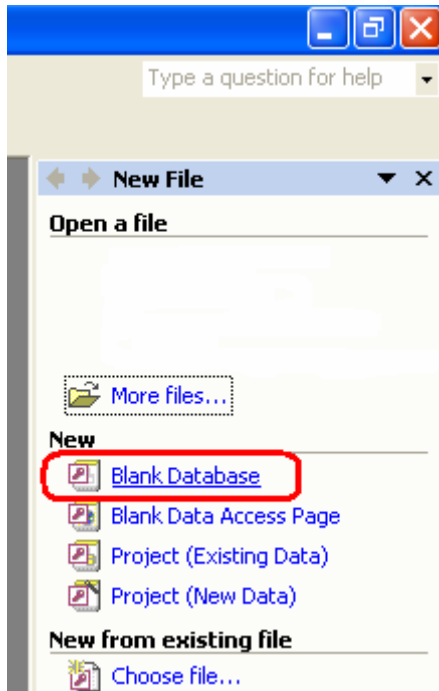 Type a question for help
New File
Open a file
More files...
New
Blank Database
Blank Data Access Page
Project (Existing Data)
Project (New Data)
New from existing file
Choose file...